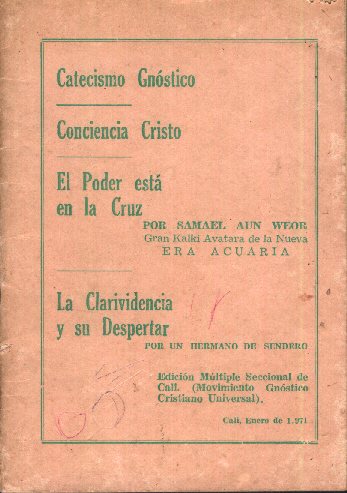 Catecismo Gnóstico
Conciencia Cristo
El Poder está
en la Cruz
POR SAMAEL AUN WEOR
Gran Kalki Avatara de la Nueva
ERA ACUARIA
La Clarividencia
y su Despertar
POR UN HERMANO DE SENDERO
Edición Múltiple Seccional de
Cali. (Movimiento Gnóstico
Cristiano Universal).
Cali, Enero de 1.971